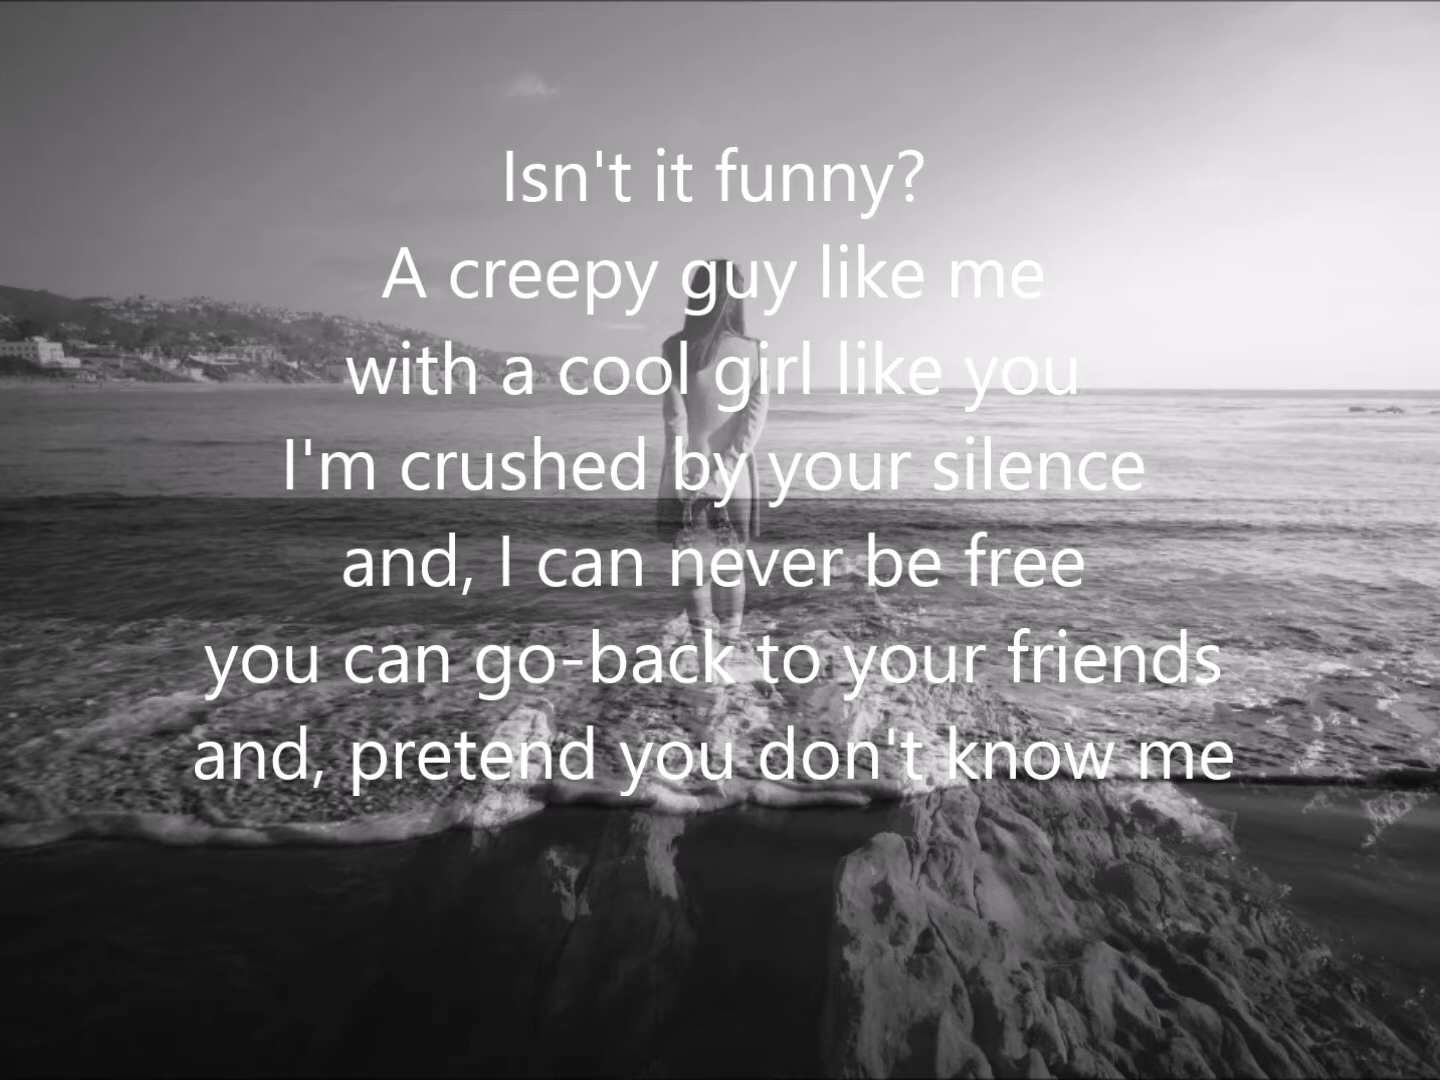 Isn't it funny?
A creepy guy like me
with a cool girl like you
I'm crushed by your silence
and, I can never be free
you can go-back to your friends
and, pretend you don't know me